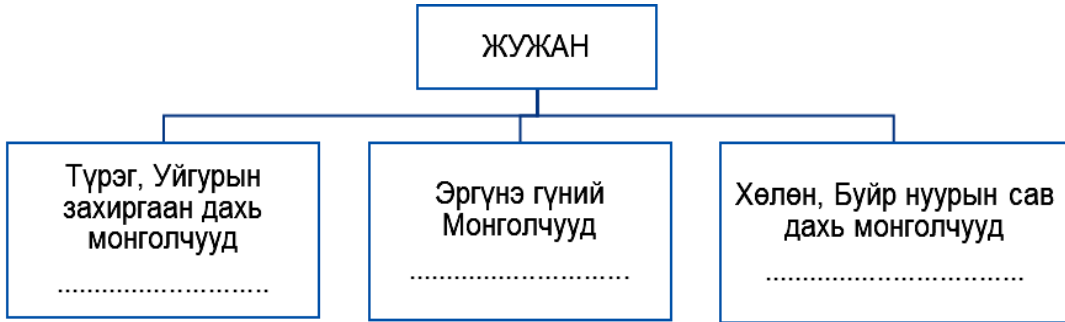 ЖУЖАН
Түрэг, Уйгурын
захиргаан дахь
монголчууд
.............................
Эргүнэ гүний
Монголчууд
.............................
Хөлөн, Буйр нуурын сав
дахь монголчууд
..................................